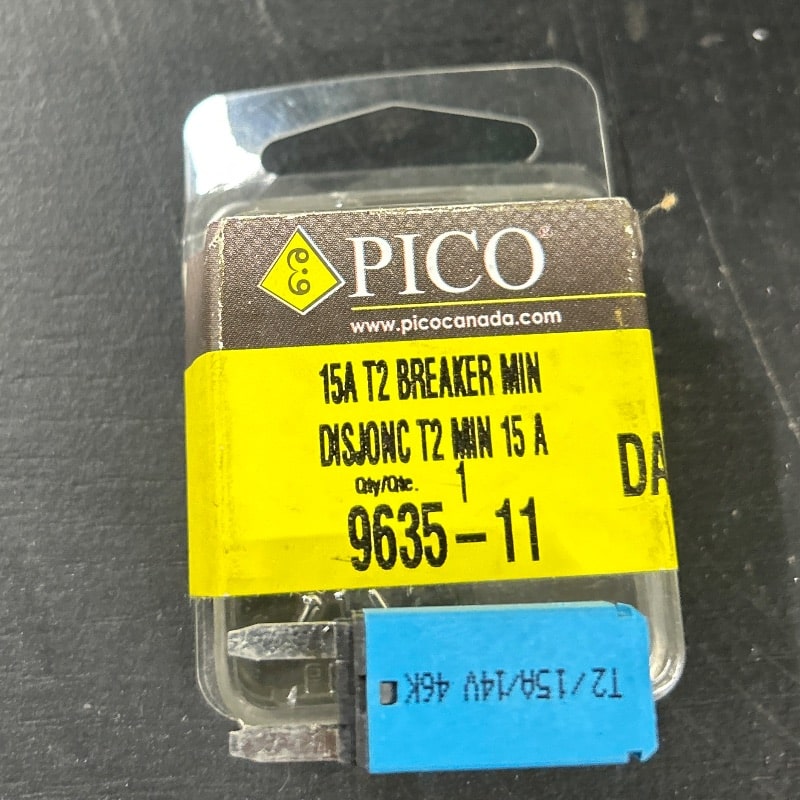 PICO®
www.picocanada.com
15A T2 BREAKER MIN
DISJONC T2 MIN 15 A
Qty/Qte. 1
DA
9635-11
T2/15A/14V 46K